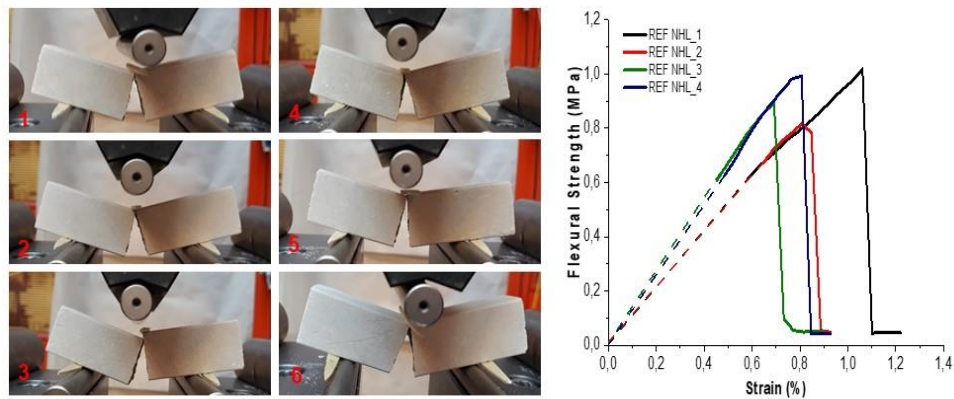 1
4
2
5
3
6
REF NHL_1
REF NHL_2
REF NHL_3
REF NHL_4
Flexural Strength (MPa)
1,2
1,0
0,8
0,6
0,4
0,2
0,0
0,0 0,2 0,4 0,6 0,8 1,0 1,2 1,4
Strain (%)